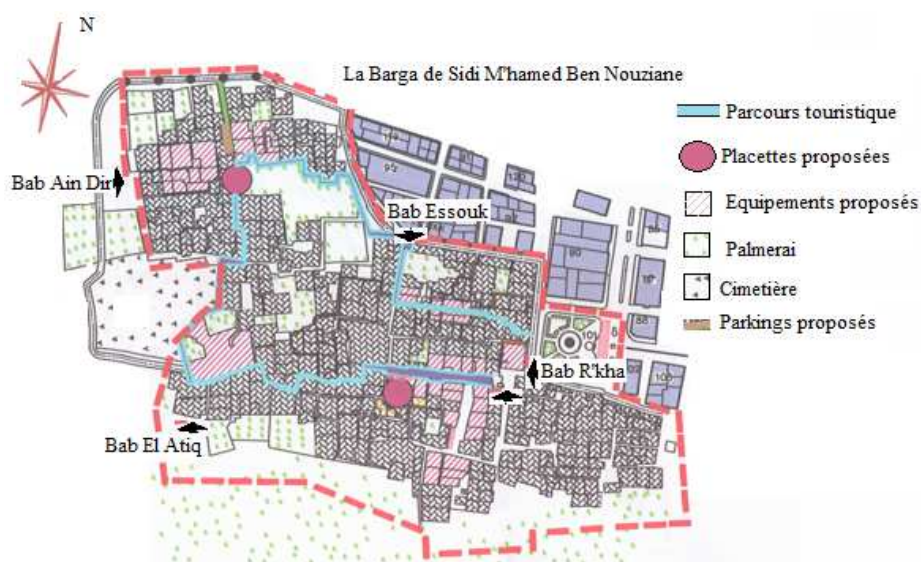 N
La Barga de Sidi M'hamed Ben Nouziane
Parcours touristique
Placettes proposées
Bab Ain Dir
Equipements proposés
Bab Essouk
Palmerai
Cimetière
Parkings proposés
Bab R'kha
Bab El Atiq